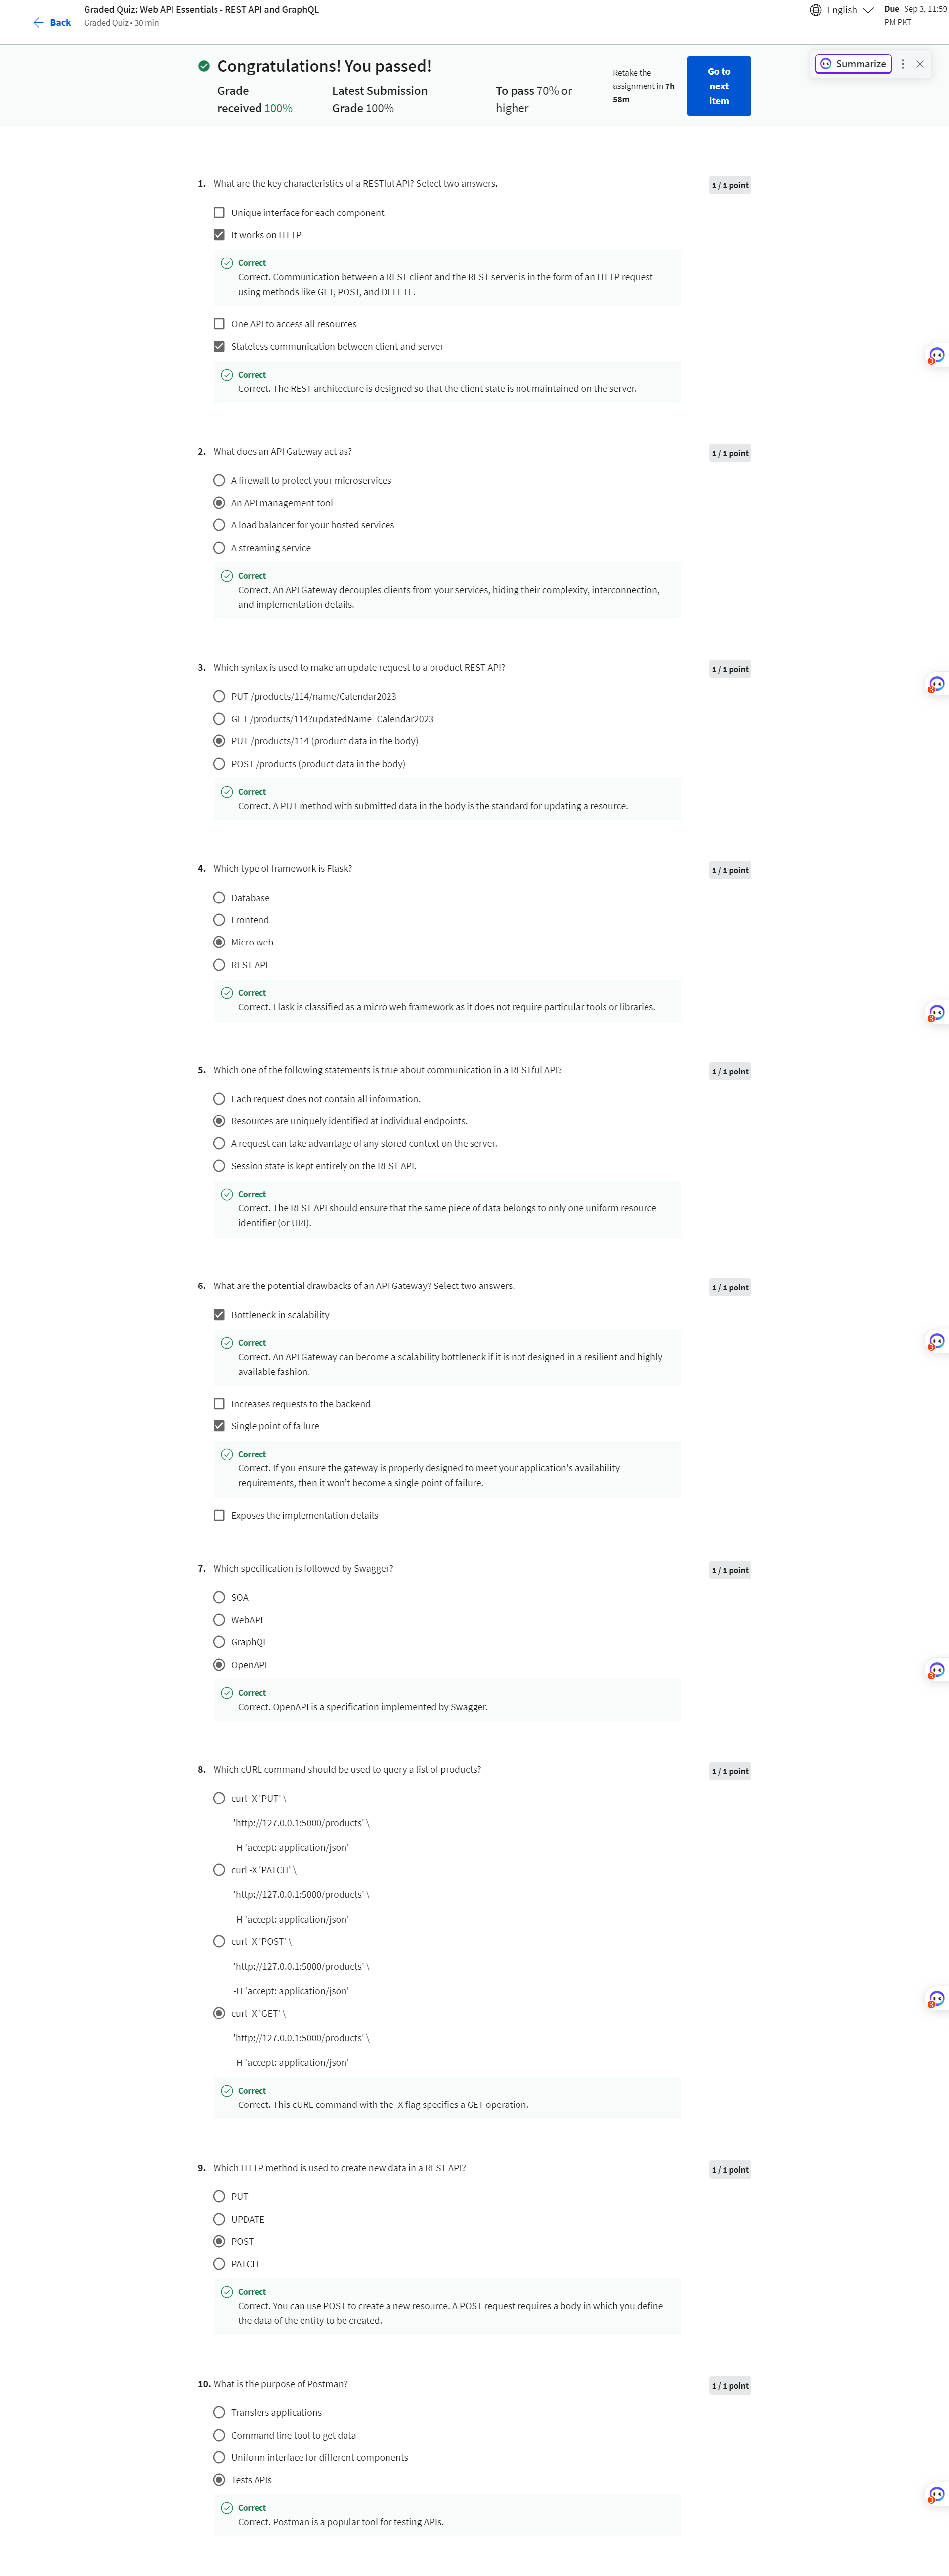 Back
Graded Quiz: Web API Essentials - REST API and GraphQL
Graded Quiz • 30 min
English
Due Sep 3, 11:59
PM PKT
Summarize
Congratulations! You passed!
Grade
received 100%
Latest Submission
Grade 100%
To pass 70% or
higher
Retake the
assignment in 7h
58m
Go to
next
item
1. What are the key characteristics of a RESTful API? Select two answers.
1 / 1 point
Unique interface for each component
It works on HTTP
Correct
Correct. Communication between a REST client and the REST server is in the form of an HTTP request
using methods like GET, POST, and DELETE.
One API to access all resources
Stateless communication between client and server
Correct
Correct. The REST architecture is designed so that the client state is not maintained on the server.
3
2. What does an API Gateway act as?
1 / 1 point
A firewall to protect your microservices
An API management tool
A load balancer for your hosted services
A streaming service
Correct
Correct. An API Gateway decouples clients from your services, hiding their complexity, interconnection,
and implementation details.
3. Which syntax is used to make an update request to a product REST API?
1 / 1 point
3
PUT /products/114/name/Calendar2023
GET /products/114?updatedName=Calendar2023
PUT /products/114 (product data in the body)
POST /products (product data in the body)
Correct
Correct. A PUT method with submitted data in the body is the standard for updating a resource.
4. Which type of framework is Flask?
1 / 1 point
Database
Frontend
Micro web
REST API
Correct
Correct. Flask is classified as a micro web framework as it does not require particular tools or libraries.
3
5. Which one of the following statements is true about communication in a RESTful API?
1 / 1 point
Each request does not contain all information.
Resources are uniquely identified at individual endpoints.
A request can take advantage of any stored context on the server.
Session state is kept entirely on the REST API.
Correct
Correct. The REST API should ensure that the same piece of data belongs to only one uniform resource
identifier (or URI).
6. What are the potential drawbacks of an API Gateway? Select two answers.
1 / 1 point
Bottleneck in scalability
Correct
Correct. An API Gateway can become a scalability bottleneck if it is not designed in a resilient and highly
available fashion.
3
Increases requests to the backend
Single point of failure
Correct
Correct. If you ensure the gateway is properly designed to meet your application's availability
requirements, then it won't become a single point of failure.
Exposes the implementation details
7. Which specification is followed by Swagger?
1 / 1 point
SOA
WebAPI
GraphQL
OpenAPI
3
Correct
Correct. OpenAPI is a specification implemented by Swagger.
8. Which cURL command should be used to query a list of products?
1 / 1 point
curl -X 'PUT' \
'http://127.0.0.1:5000/products' \
-H 'accept: application/json'
curl -X 'PATCH' \
'http://127.0.0.1:5000/products' \
-H 'accept: application/json'
curl -X 'POST' \
'http://127.0.0.1:5000/products' \
-H 'accept: application/json'
3
curl -X 'GET' \
'http://127.0.0.1:5000/products' \
-H 'accept: application/json'
Correct
Correct. This cURL command with the -X flag specifies a GET operation.
9. Which HTTP method is used to create new data in a REST API?
1 / 1 point
PUT
UPDATE
POST
PATCH
Correct
Correct. You can use POST to create a new resource. A POST request requires a body in which you define
the data of the entity to be created.
10. What is the purpose of Postman?
1 / 1 point
Transfers applications
Command line tool to get data
Uniform interface for different components
Tests APIs
3
Correct
Correct. Postman is a popular tool for testing APIs.